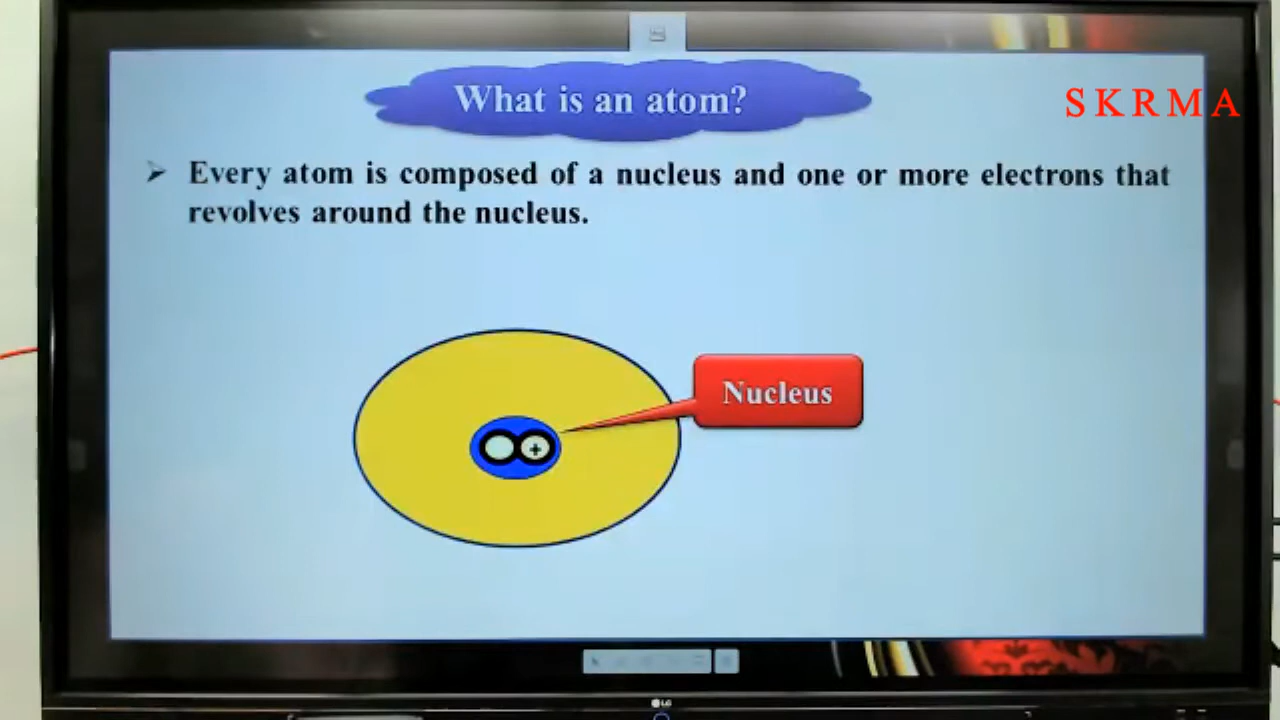 What is an atom?
SKRMA
➢ Every atom is composed of a nucleus and one or more electrons that
revolves around the nucleus.
Nucleus
+
LG